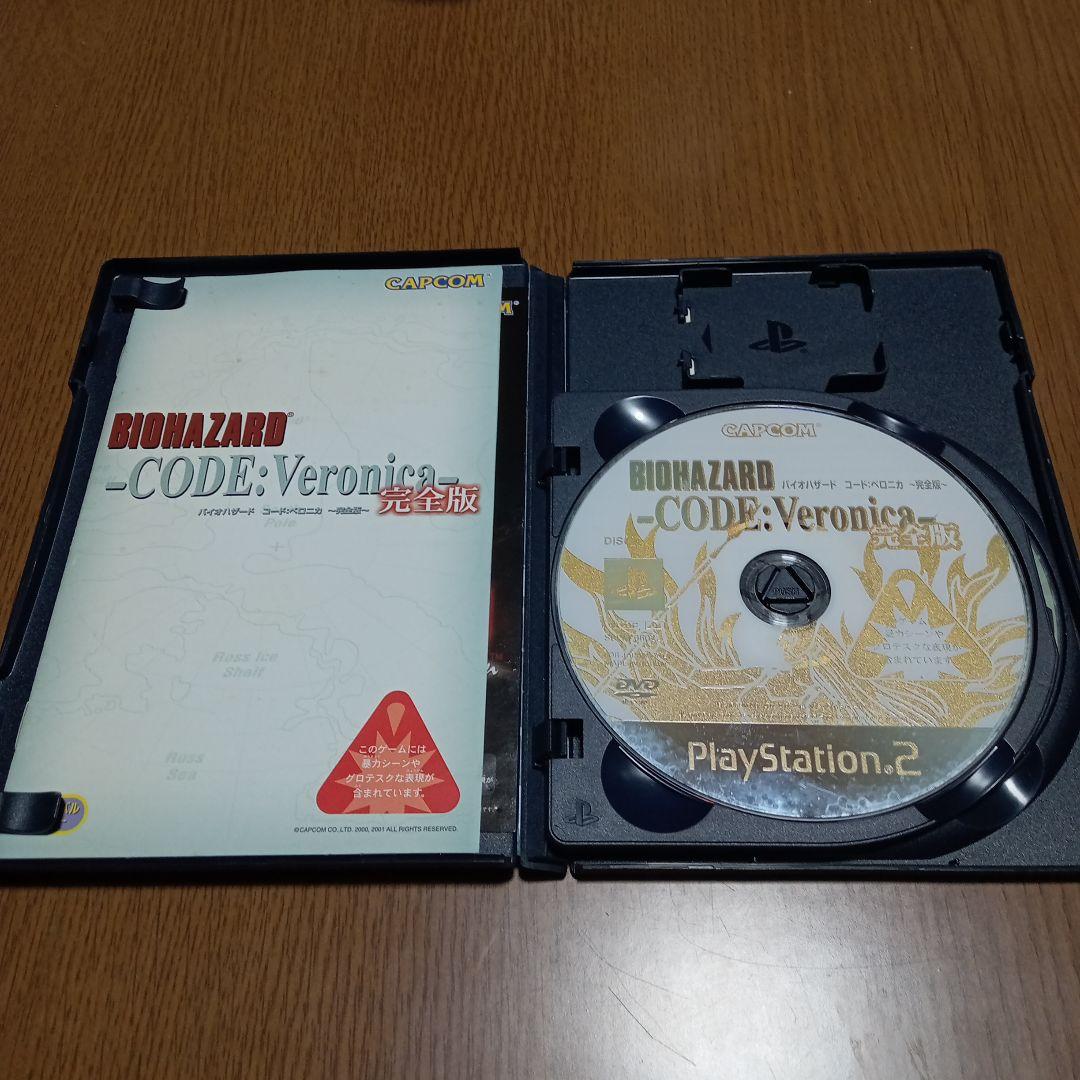 CAPCOM
BIOHAZARD®
-CODE:Veronica-
完全版
バイオハザード コード:ベロニカ ～完全版～
Pole
Ross Ice
Shelf
Ross
Sea
このゲームには
暴力シーンや
グロテスクな表現が
含まれています。
©CAPCOM CO., LTD. 2000, 2001 ALL RIGHTS RESERVED.
CAPCOM
BIOHAZARD
バイオハザード コード:ベロニカ ～完全版～
-CODE:Veronica-
完全版
DISC
PUSH
ゲーム
暴力シーンや
グロテスクな表現が
含まれています
DVD
PlayStation.2